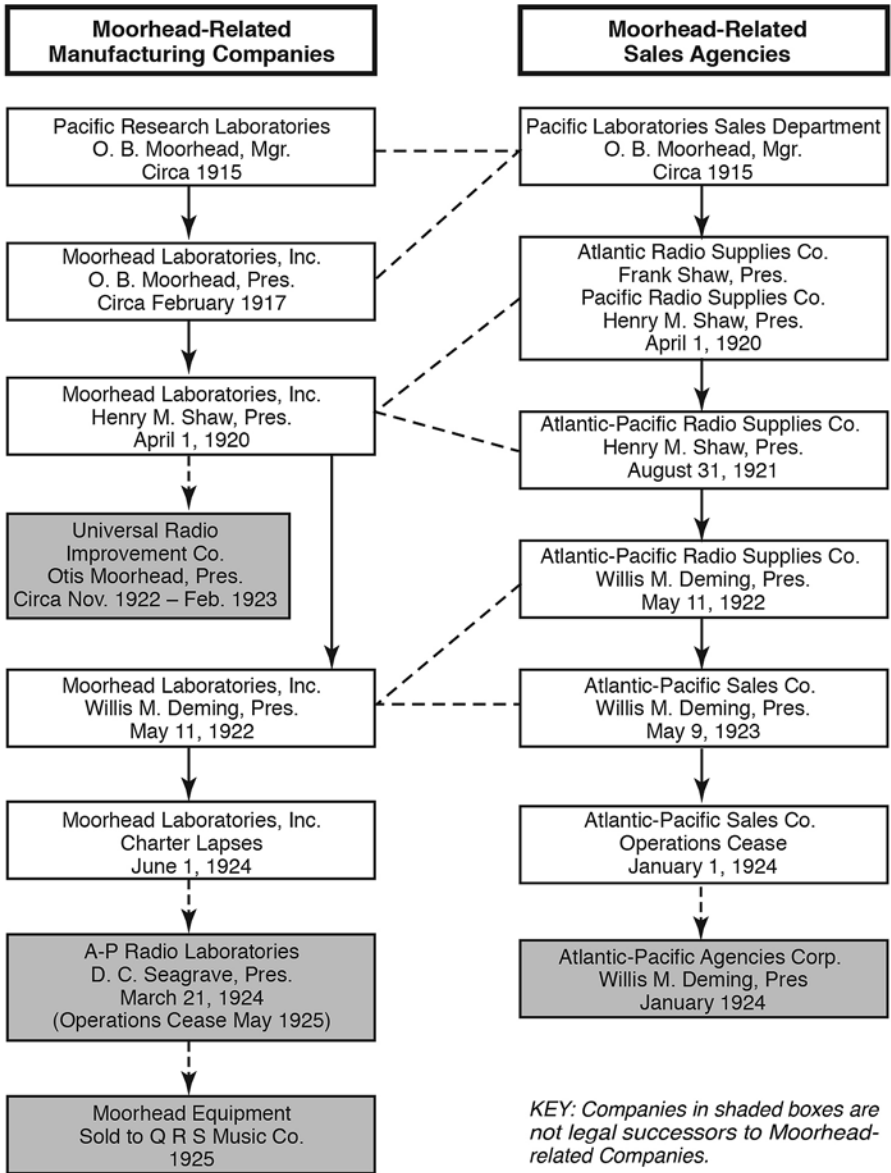 Moorhead-Related
Manufacturing Companies
Pacific Research Laboratories
O. B. Moorhead, Mgr.
Circa 1915
Moorhead Laboratories, Inc.
O. B. Moorhead, Pres.
Circa February 1917
Moorhead Laboratories, Inc.
Henry M. Shaw, Pres.
April 1, 1920
Universal Radio
Improvement Co.
Otis Moorhead, Pres.
Circa Nov. 1922 – Feb. 1923
Moorhead Laboratories, Inc.
Willis M. Deming, Pres.
May 11, 1922
Moorhead Laboratories, Inc.
Charter Lapses
June 1, 1924
A-P Radio Laboratories
D. C. Seagrave, Pres.
March 21, 1924
(Operations Cease May 1925)
Moorhead Equipment
Sold to Q R S Music Co.
1925
Moorhead-Related
Sales Agencies
Pacific Laboratories Sales Department
O. B. Moorhead, Mgr.
Circa 1915
Atlantic Radio Supplies Co.
Frank Shaw, Pres.
Pacific Radio Supplies Co.
Henry M. Shaw, Pres.
April 1, 1920
Atlantic-Pacific Radio Supplies Co.
Henry M. Shaw, Pres.
August 31, 1921
Atlantic-Pacific Radio Supplies Co.
Willis M. Deming, Pres.
May 11, 1922
Atlantic-Pacific Sales Co.
Willis M. Deming, Pres.
May 9, 1923
Atlantic-Pacific Sales Co.
Operations Cease
January 1, 1924
Atlantic-Pacific Agencies Corp.
Willis M. Deming, Pres
January 1924
KEY: Companies in shaded boxes are
not legal successors to Moorhead-
related Companies.